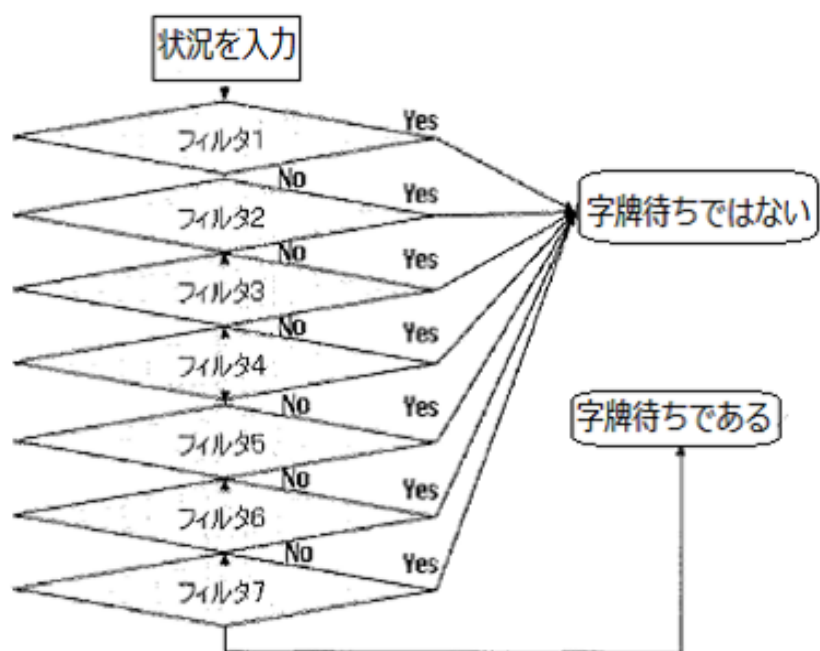 状況を入力
フィルタ1
Yes
No
フィルタ2
Yes
字牌待ちではない
No
フィルタ3
Yes
No
フィルタ4
Yes
字牌待ちである
No
フィルタ5
Yes
No
フィルタ6
Yes
No
フィルタ7
Yes